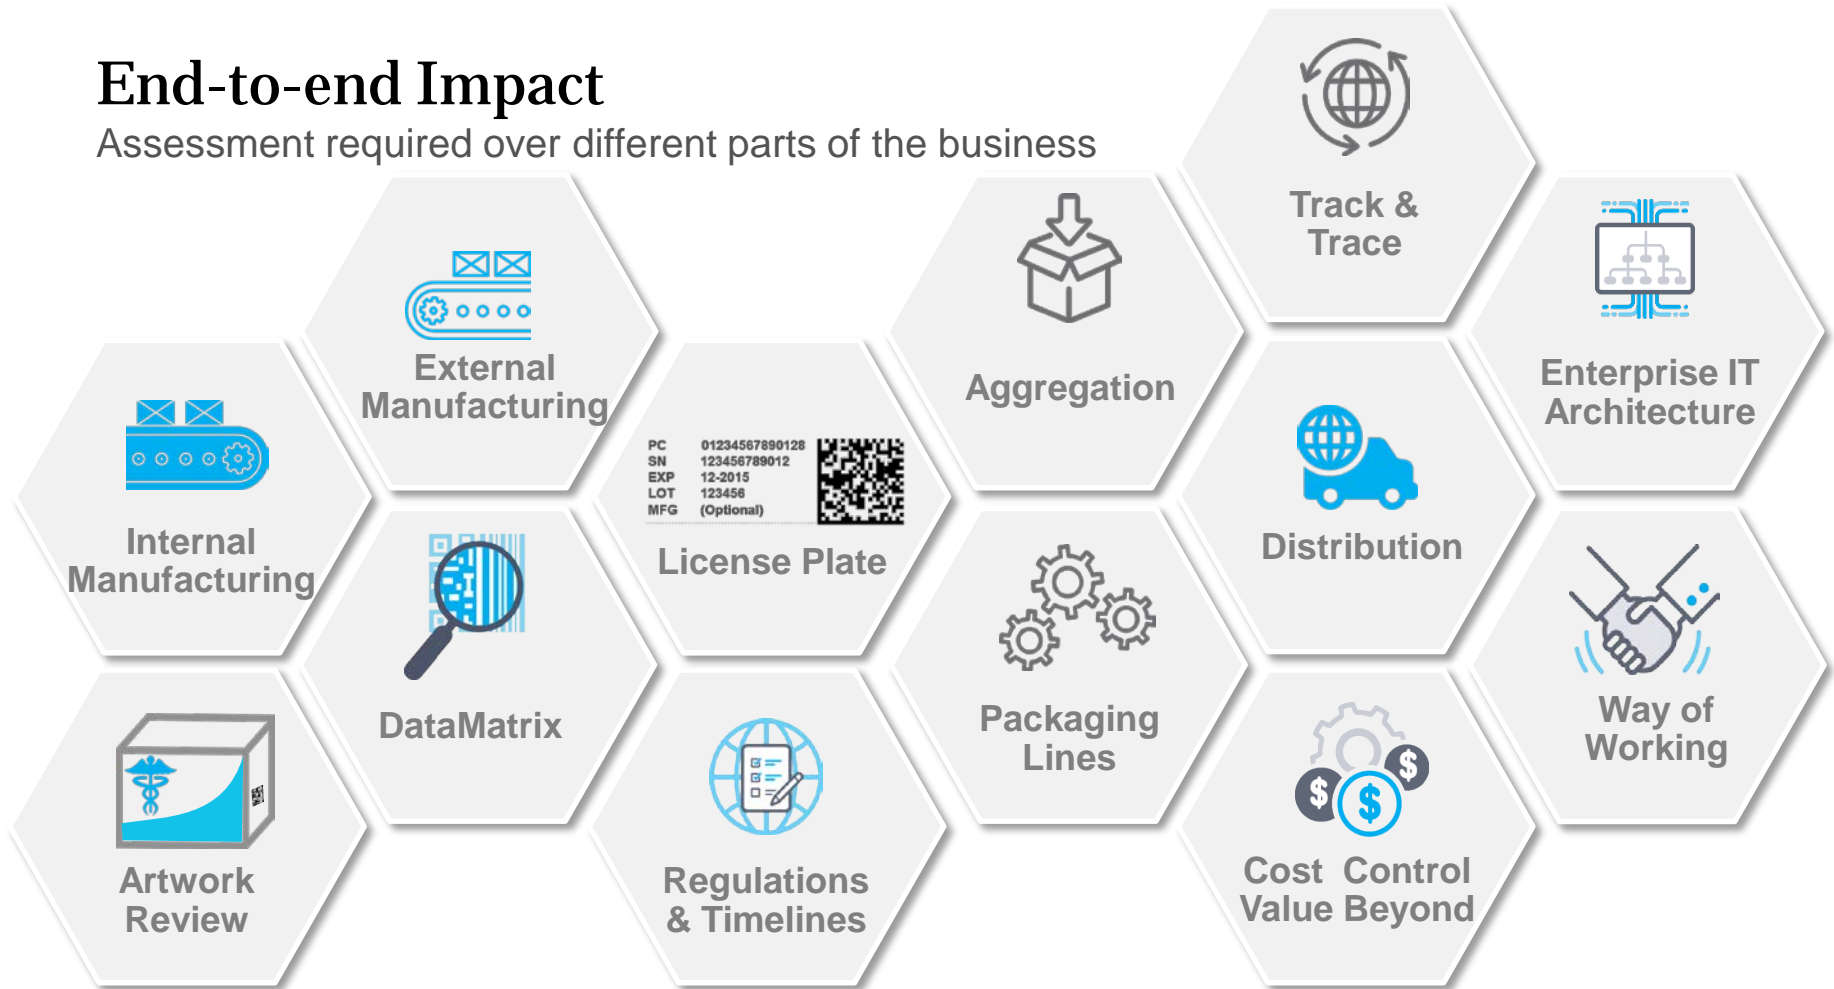 End-to-end Impact
Assessment required over different parts of the business
Track &
Trace
External
Manufacturing
Aggregation
Enterprise IT
Architecture
Internal
Manufacturing
PC 01234567890128
SN 123456789012
EXP 12-2015
LOT 123456
MFG (Optional)
License Plate
Distribution
DataMatrix
Packaging
Lines
Way of
Working
Artwork
Review
Regulations
& Timelines
$ $ $
Cost Control
Value Beyond